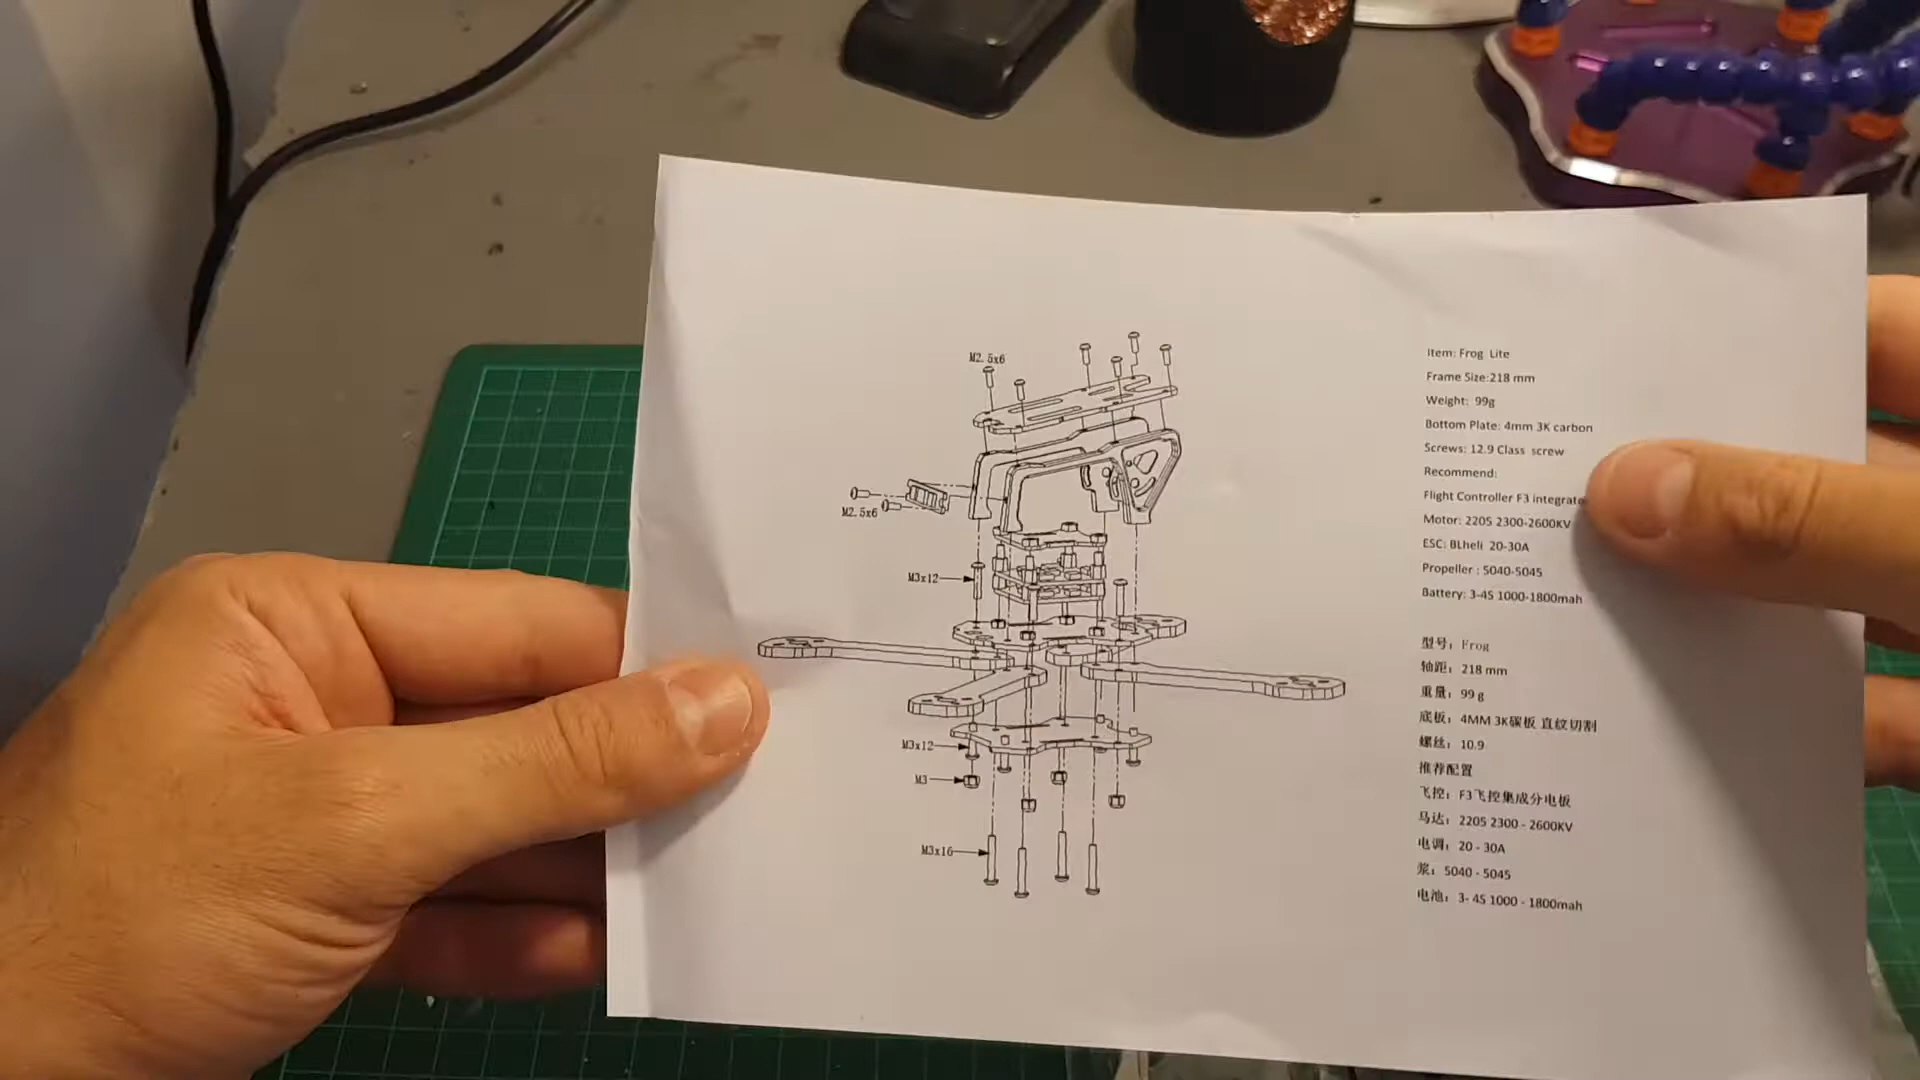 M2.5x6
M2.5x6
M3x12
M3x12
M3
M3x16
Item: Frog Lite
Frame Size:218 mm
Weight: 99g
Bottom Plate: 4mm 3K carbon
Screws: 12.9 Class screw
Recommend:
Flight Controller F3
Motor: 2205 2300-2600KV
ESC: BLheli 20-30A
Propeller : 5040-5045
Battery: 3-4S 1000-1800mah
型号: Frog
轴距: 218 mm
重量: 99 g
底板: 4MM 3K碳板 直纹切割
螺丝: 10.9
推荐配置
飞控: F3飞控集成分电板
马达: 2205 2300 - 2600KV
电调: 20 - 30A
浆: 5040 - 5045
电池: 3- 4S 1000 - 1800mah